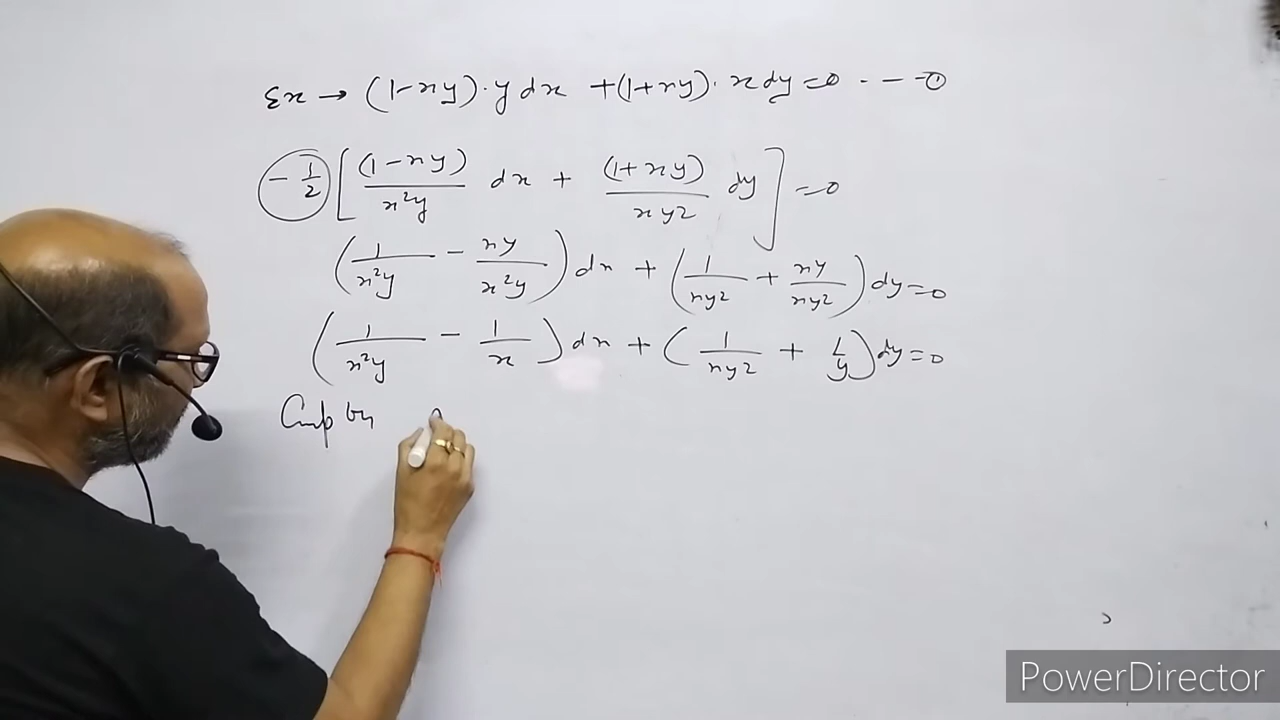 Ex → (1-xy).y dx +(1+xy). x dy=0 - - - ①
-1/2 [ (1-xy)/x²y dx + (1+xy)/xy2 dy ] =0
(1/x²y - xy/x²y) dx + (1/xy2 + xy/xy2) dy=0
(1/x²y - 1/x) dx + (1/xy2 + 1/y) dy=0
by
PowerDirector